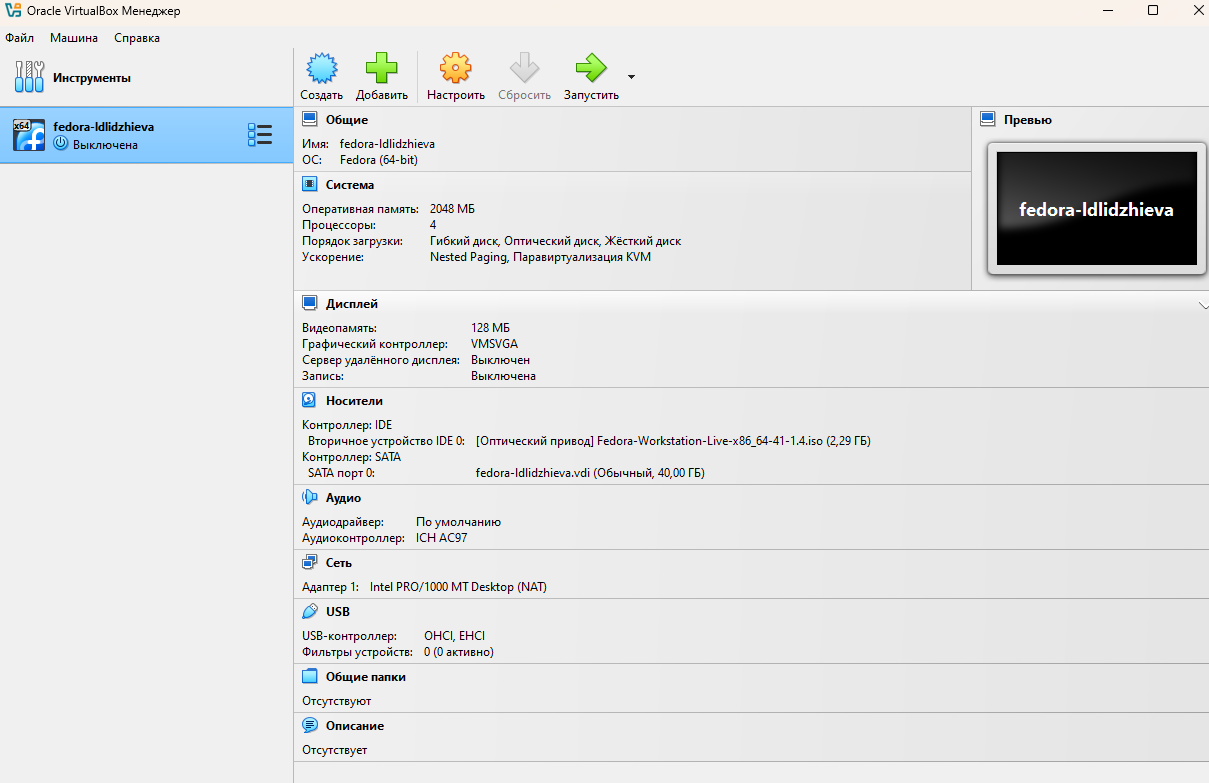 Oracle VirtualBox Менеджер
Файл Машина Справка
Инструменты
Создать Добавить Настроить Сбросить Запустить
x64
fedora-ldlidzhieva
Выключена
Общие
Имя: fedora-ldlidzhieva
ОС: Fedora (64-bit)
Превью
fedora-ldlidzhieva
Система
Оперативная память: 2048 МБ
Процессоры: 4
Порядок загрузки: Гибкий диск, Оптический диск, Жёсткий диск
Ускорение: Nested Paging, Паравиртуализация KVM
Дисплей
Видеопамять: 128 МБ
Графический контроллер: VMSVGA
Сервер удалённого дисплея: Выключен
Запись: Выключена
Носители
Контроллер: IDE
Вторичное устройство IDE 0: [Оптический привод] Fedora-Workstation-Live-x86_64-41-1.4.iso (2,29 ГБ)
Контроллер: SATA
SATA порт 0: fedora-ldlidzhieva.vdi (Обычный, 40,00 ГБ)
Аудио
Аудиодрайвер: По умолчанию
Аудиоконтроллер: ICH AC97
Сеть
Адаптер 1: Intel PRO/1000 MT Desktop (NAT)
USB
USB-контроллер: OHCI, EHCI
Фильтры устройств: 0 (0 активно)
Общие папки
Отсутствуют
Описание
Отсутствует